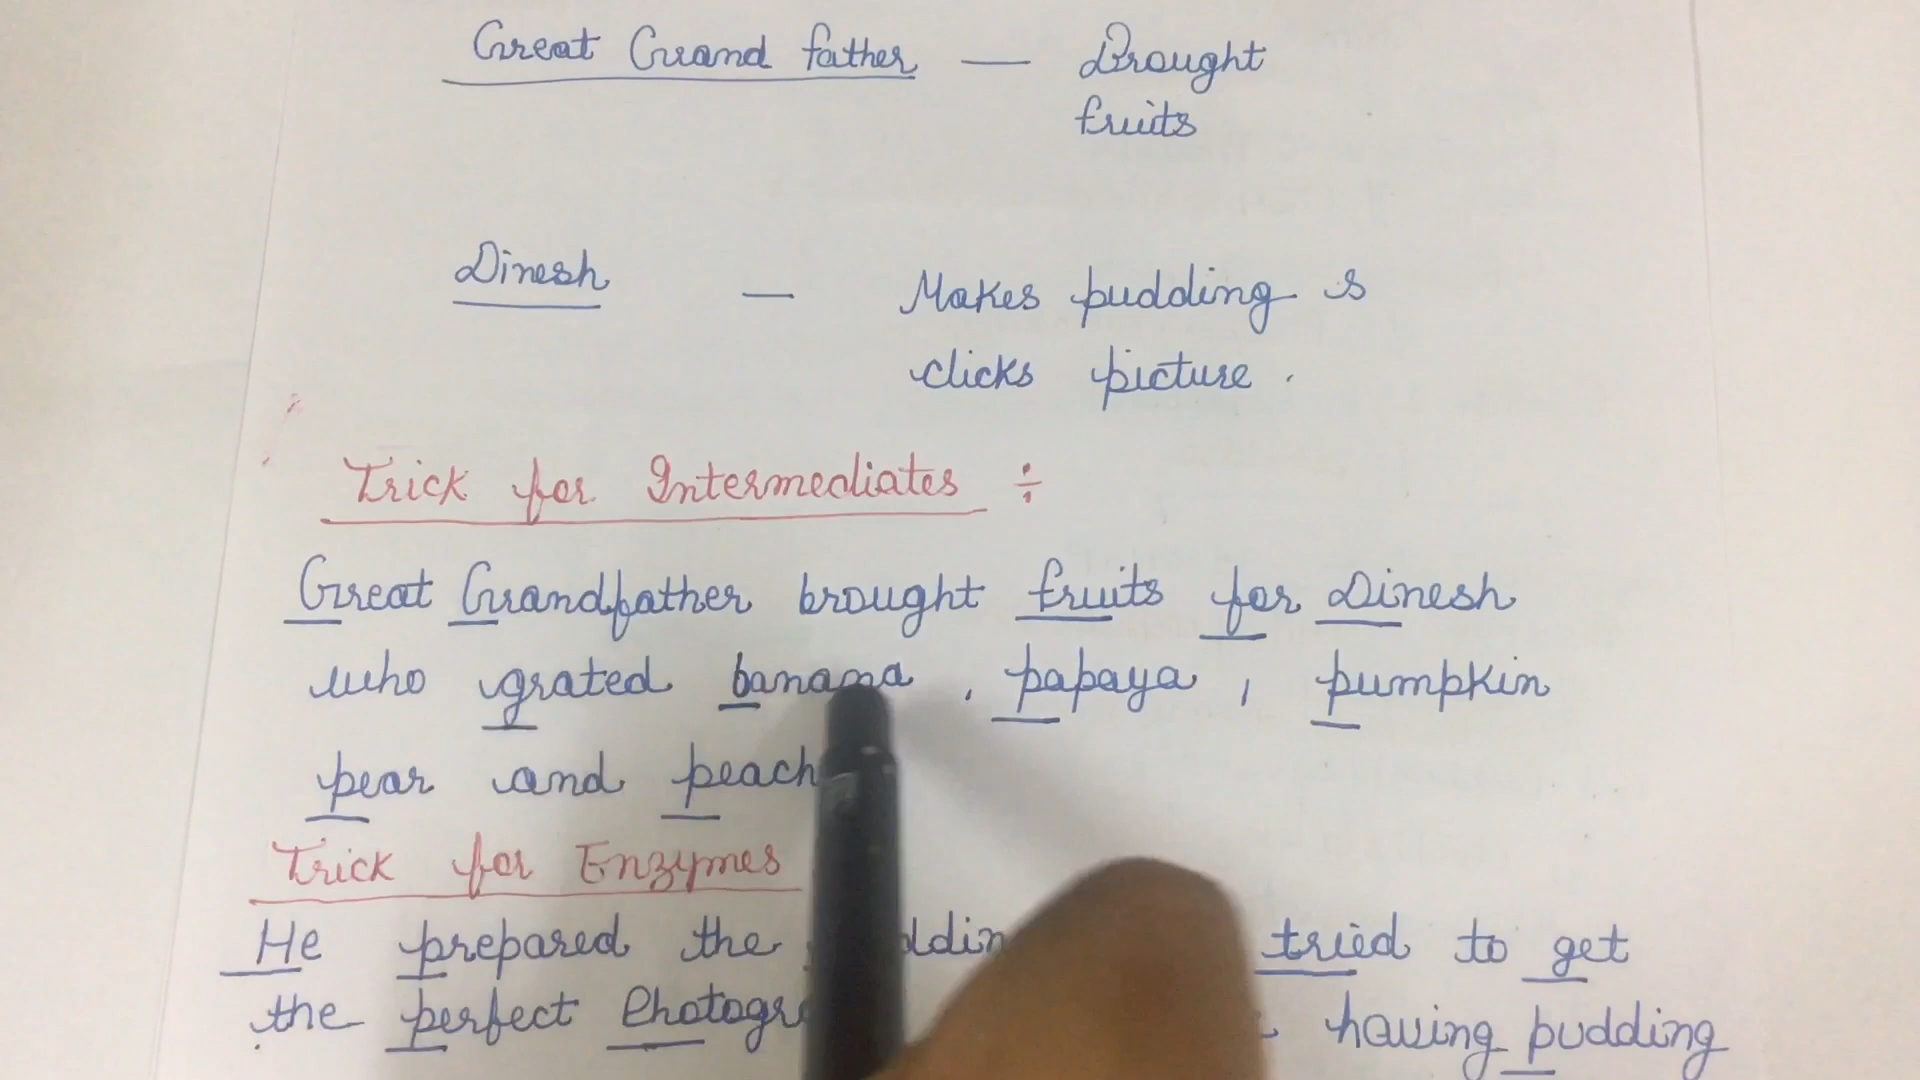 Great Grand father — Brought
fruits
Dinesh — Makes pudding &
clicks picture.
Trick for Intermediates ÷
Great Grandfather brought fruits for Dinesh
who grated banana, papaya, pumpkin
pear and peach
Trick for Enzymes
He prepared the tried to get
the perfect having pudding